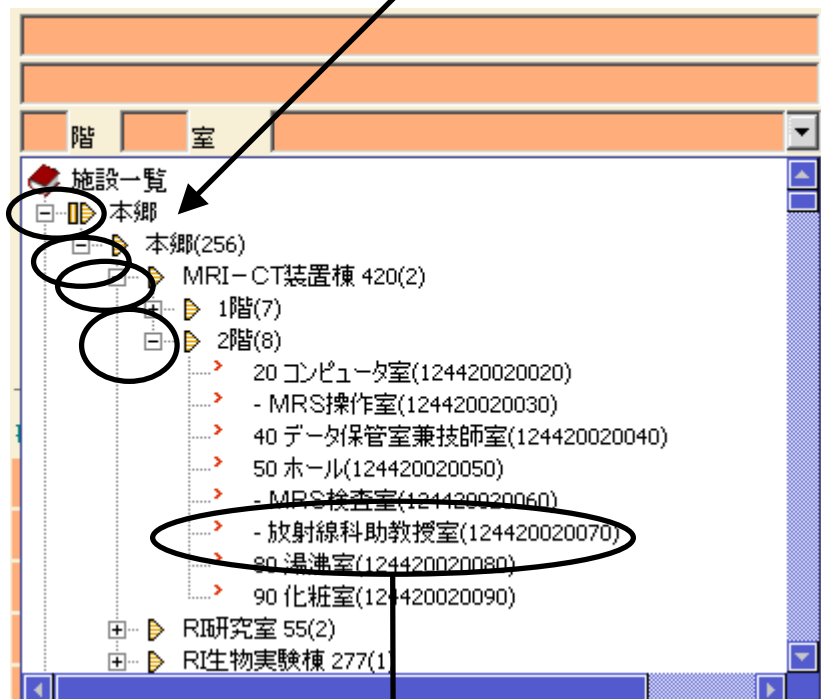 階 室
施設一覧
本郷
本郷(256)
MRI－CT装置棟 420(2)
1階(7)
2階(8)
20 コンピュータ室(124420020020)
- MRS操作室(124420020030)
40 データ保管室兼技師室(124420020040)
50 ホール(124420020050)
- MRS検査室(124420020060)
- 放射線科助教授室(124420020070)
80 湯沸室(124420020080)
90 化粧室(124420020090)
RI研究室 55(2)
RI生物実験棟 277(1)